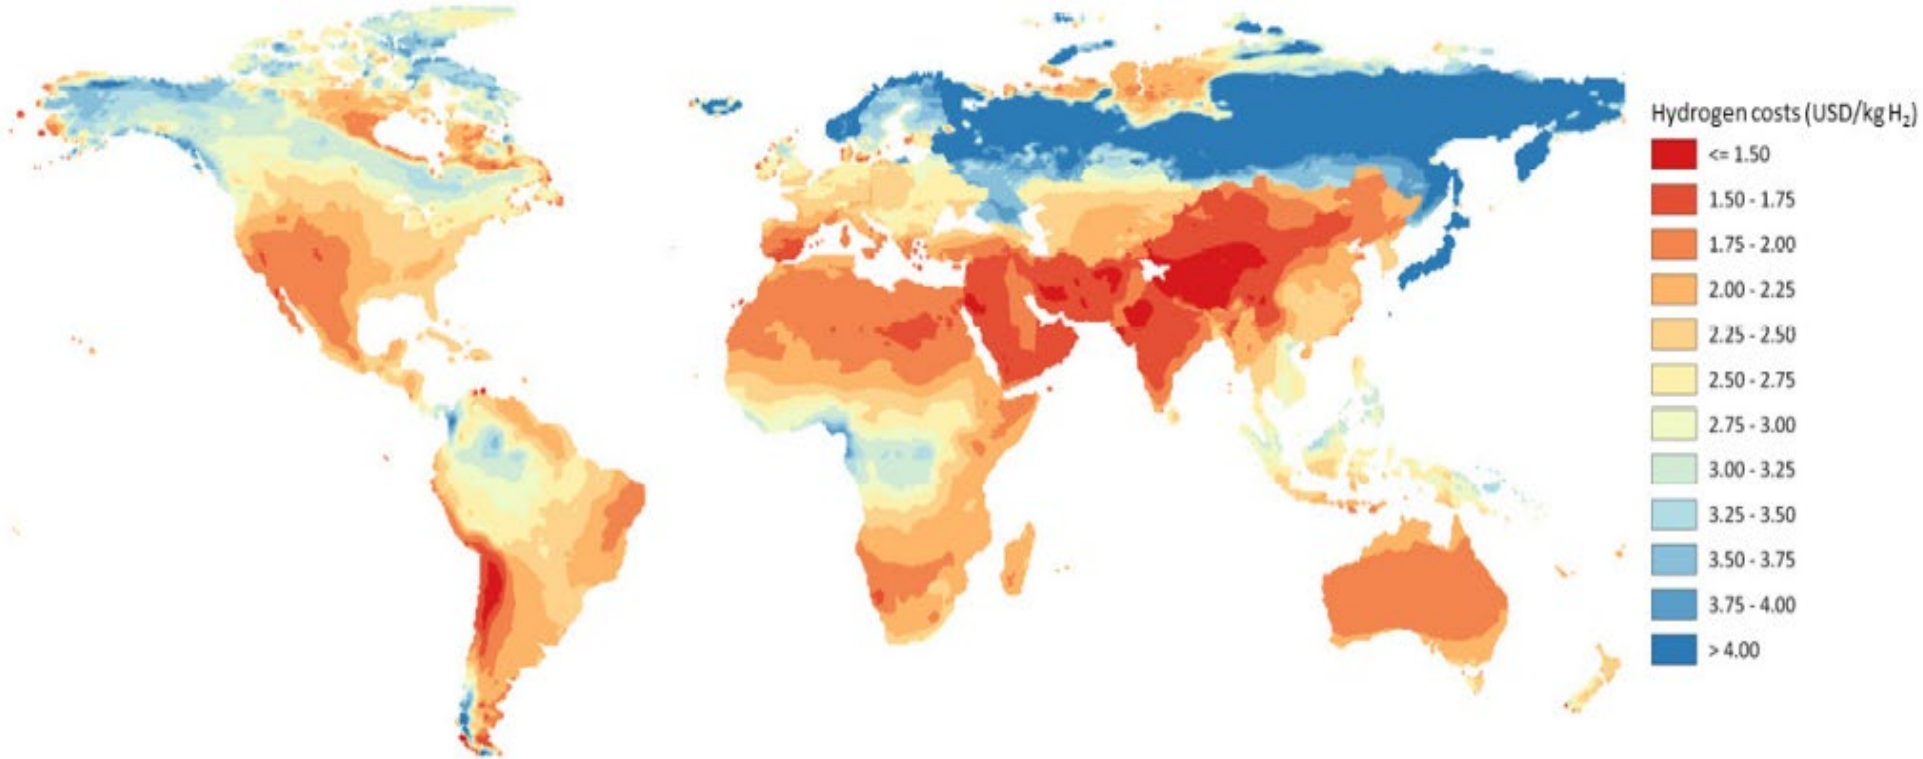 Hydrogen costs (USD/kg H₂)
<= 1.50
1.50 - 1.75
1.75 - 2.00
2.00 - 2.25
2.25 - 2.50
2.50 - 2.75
2.75 - 3.00
3.00 - 3.25
3.25 - 3.50
3.50 - 3.75
3.75 - 4.00
> 4.00